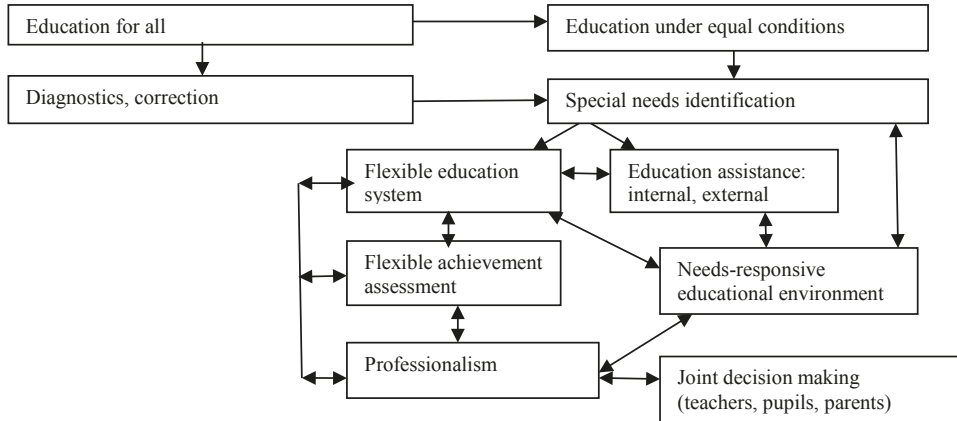 Education for all
Education under equal conditions
Diagnostics, correction
Special needs identification
Flexible education
system
Education assistance:
internal, external
Flexible achievement
assessment
Needs-responsive
educational environment
Professionalism
Joint decision making
(teachers, pupils, parents)